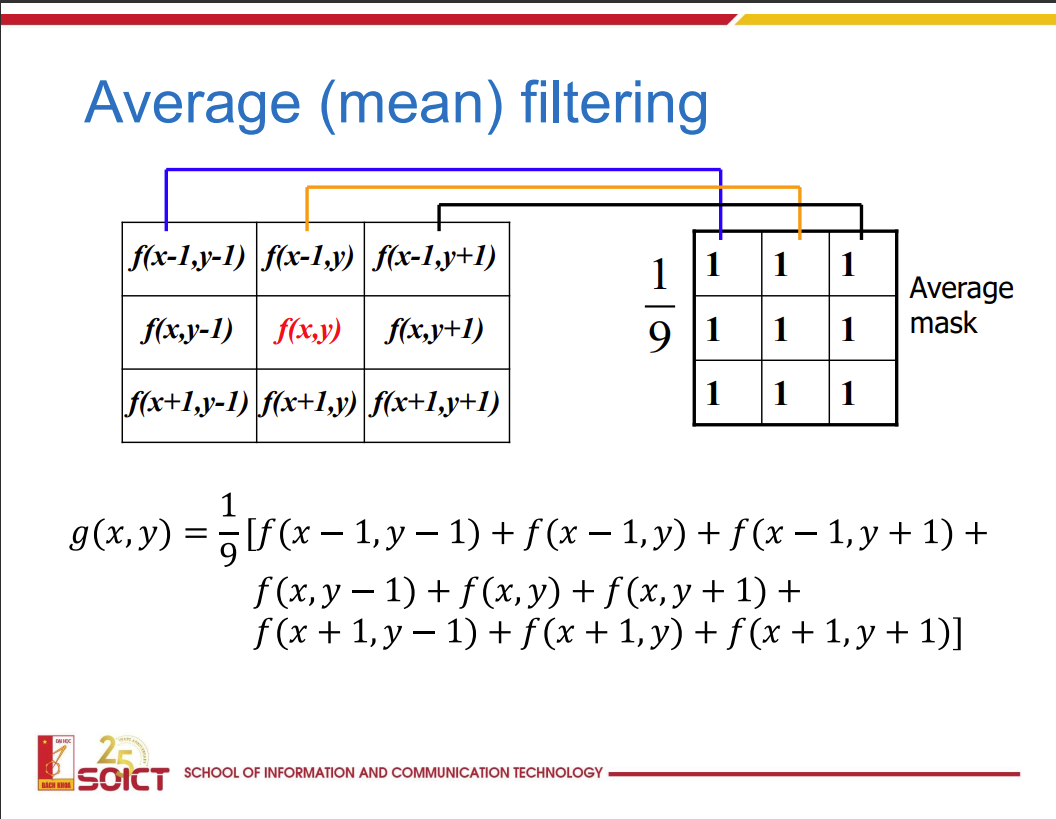 Average (mean) filtering
f(x-1,y-1) f(x-1,y) f(x-1,y+1)
f(x,y-1) f(x,y) f(x,y+1)
f(x+1,y-1) f(x+1,y) f(x+1,y+1)
1
9
1 1 1
1 1 1
1 1 1
Average
mask
g(x, y) = 1/9 [f(x − 1, y − 1) + f(x − 1, y) + f(x − 1, y + 1) +
f(x, y − 1) + f(x, y) + f(x, y + 1) +
f(x + 1, y − 1) + f(x + 1, y) + f(x + 1, y + 1)]
ĐẠI HỌC
BÁCH KHOA
25
YEARS ANNIVERSARY
SOICT
SCHOOL OF INFORMATION AND COMMUNICATION TECHNOLOGY